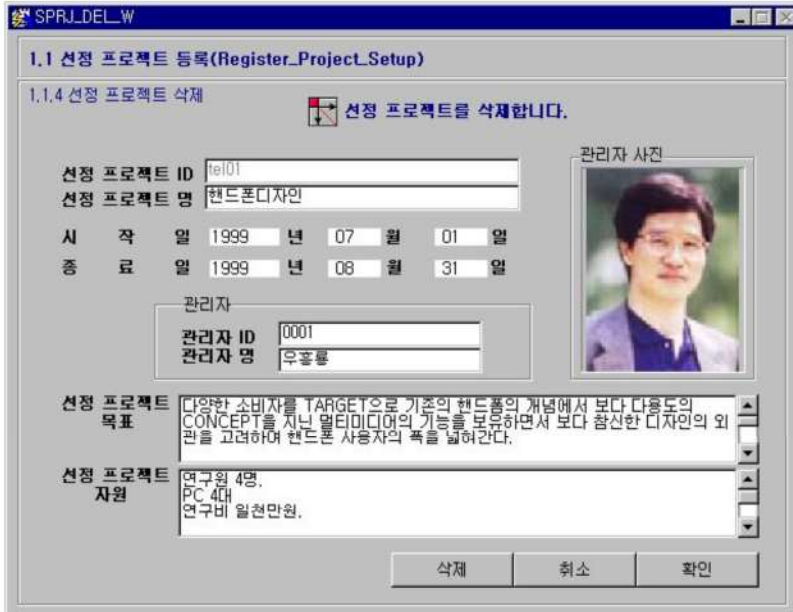 SPRJ_DEL_W
1.1 선정 프로젝트 등록(Register_Project_Setup)
1.1.4 선정 프로젝트 삭제
선정 프로젝트를 삭제합니다.
선정 프로젝트 ID tel01
선정 프로젝트 명 핸드폰디자인
시 작 일 1999 년 07 월 01 일
종 료 일 1999 년 08 월 31 일
관리자
관리자 ID 0001
관리자 명 우흥룡
관리자 사진
선정 프로젝트 목표
다양한 소비자를 TARGET으로 기존의 핸드폼의 개념에서 보다 다용도의
CONCEPT을 지닌 멀티미디어의 기능을 보유하면서 보다 참신한 디자인의 외
관을 고려하며 핸드폰 사용자의 폭을 넓혀간다.
선정 프로젝트 자원
연구원 4명.
PC 4대
연구비 일천만원.
삭제 취소 확인